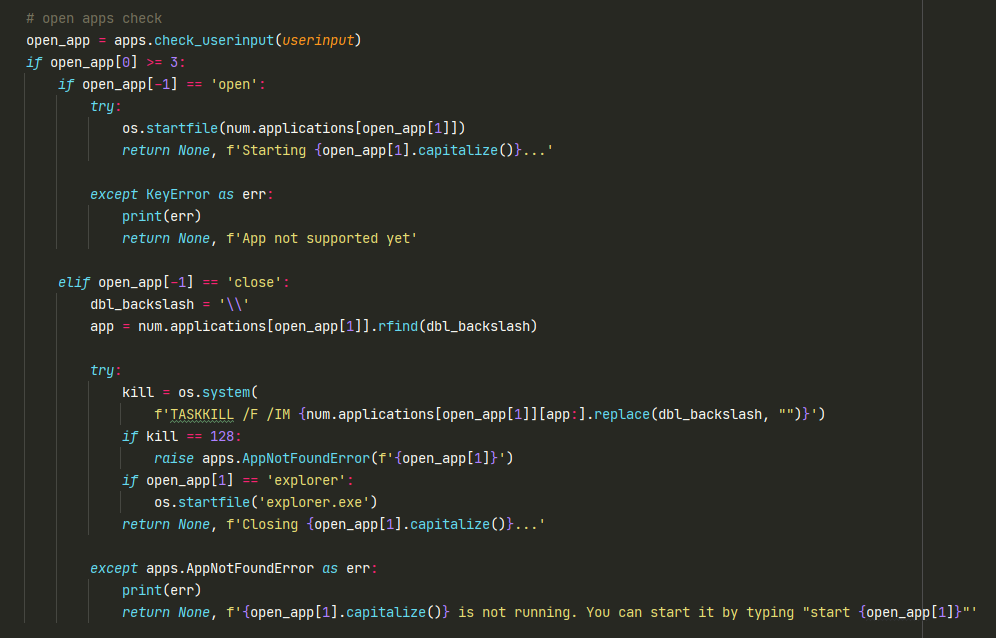 # open apps check
open_app = apps.check_userinput(userinput)
if open_app[0] >= 3:
if open_app[-1] == 'open':
try:
os.startfile(num.applications[open_app[1]])
return None, f'Starting {open_app[1].capitalize()}...'
except KeyError as err:
print(err)
return None, f'App not supported yet'
elif open_app[-1] == 'close':
dbl_backslash = '\\'
app = num.applications[open_app[1]].rfind(dbl_backslash)
try:
kill = os.system(
f'TASKKILL /F /IM {num.applications[open_app[1]][app:].replace(dbl_backslash, "")}')
if kill == 128:
raise apps.AppNotFoundError(f'{open_app[1]}')
if open_app[1] == 'explorer':
os.startfile('explorer.exe')
return None, f'Closing {open_app[1].capitalize()}...'
except apps.AppNotFoundError as err:
print(err)
return None, f'{open_app[1].capitalize()} is not running. You can start it by typing "start {open_app[1]}"'